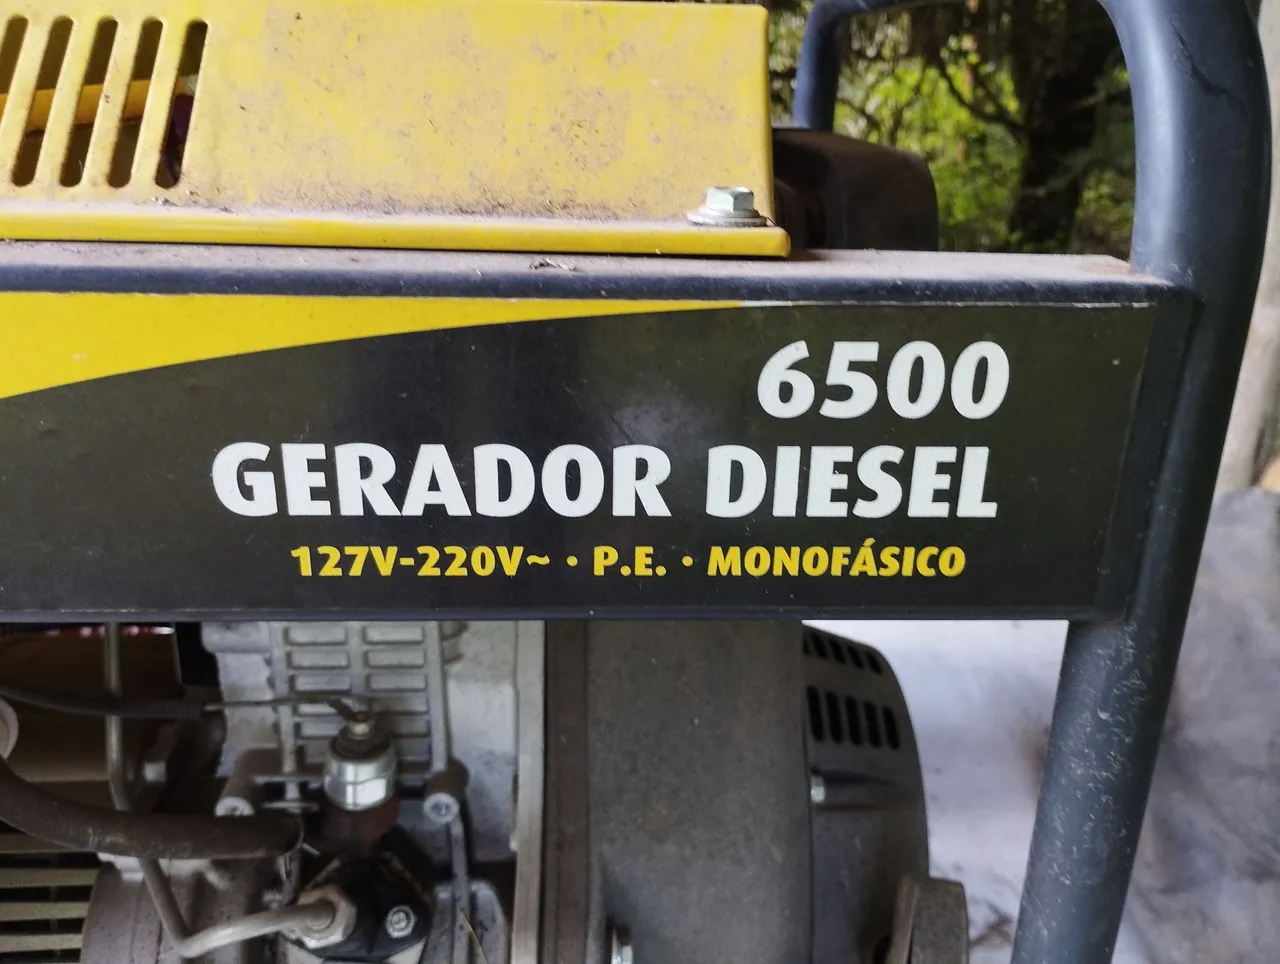 6500
GERADOR DIESEL
127V-220V~ · P.E. · MONOFÁSICO